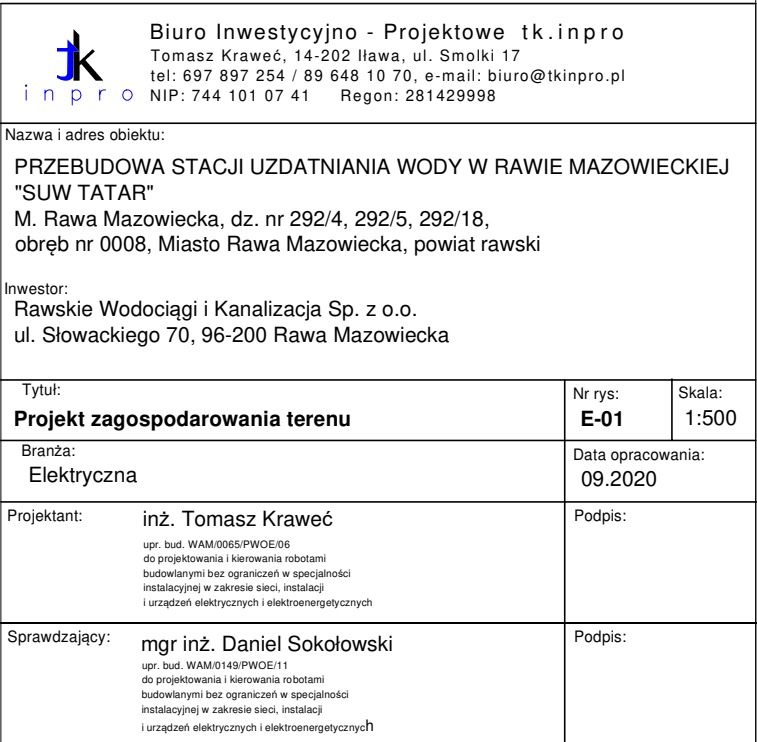 Biuro Inwestycyjno - Projektowe tk.inpro
Tomasz Kraweć, 14-202 Iława, ul. Smolki 17
tel: 697 897 254 / 89 648 10 70, e-mail: biuro@tkinpro.pl
NIP: 744 101 07 41 Regon: 281429998
tk
inpro
Nazwa i adres obiektu:
PRZEBUDOWA STACJI UZDATNIANIA WODY W RAWIE MAZOWIECKIEJ
"SUW TATAR"
M. Rawa Mazowiecka, dz. nr 292/4, 292/5, 292/18,
obręb nr 0008, Miasto Rawa Mazowiecka, powiat rawski
Inwestor:
Rawskie Wodociągi i Kanalizacja Sp. z o.o.
ul. Słowackiego 70, 96-200 Rawa Mazowiecka
Tytuł:
Projekt zagospodarowania terenu
Nr rys:
E-01
Skala:
1:500
Branża:
Elektryczna
Data opracowania:
09.2020
Projektant:
inż. Tomasz Kraweć
upr. bud. WAM/0065/PWOE/06
do projektowania i kierowania robotami
budowlanymi bez ograniczeń w specjalności
instalacyjnej w zakresie sieci, instalacji
i urządzeń elektrycznych i elektroenergetycznych
Podpis:
Sprawdzający:
mgr inż. Daniel Sokołowski
upr. bud. WAM/0149/PWOE/11
do projektowania i kierowania robotami
budowlanymi bez ograniczeń w specjalności
instalacyjnej w zakresie sieci, instalacji
i urządzeń elektrycznych i elektroenergetycznych
Podpis: